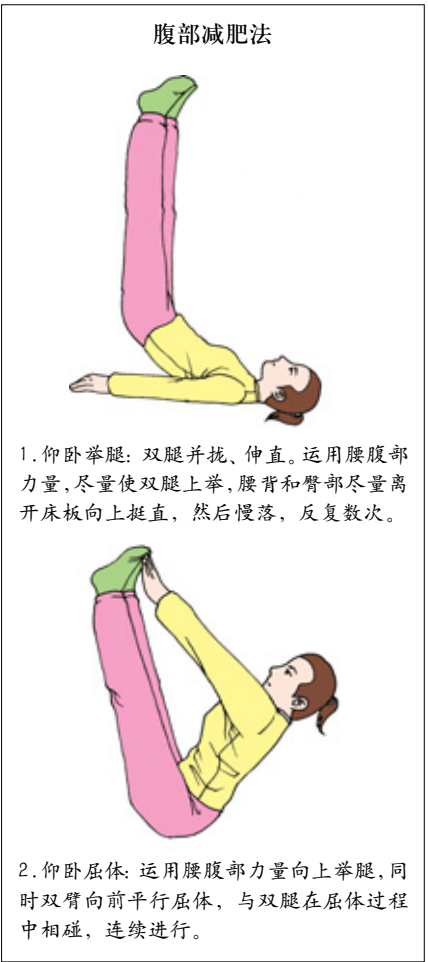 腹部减肥法
1.仰卧举腿：双腿并拢、伸直。运用腰腹部
力量，尽量使双腿上举，腰背和臀部尽量离
开床板向上挺直，然后慢落，反复数次。
2.仰卧屈体：运用腰腹部力量向上举腿，同
时双臂向前平行屈体，与双腿在屈体过程
中相碰，连续进行。